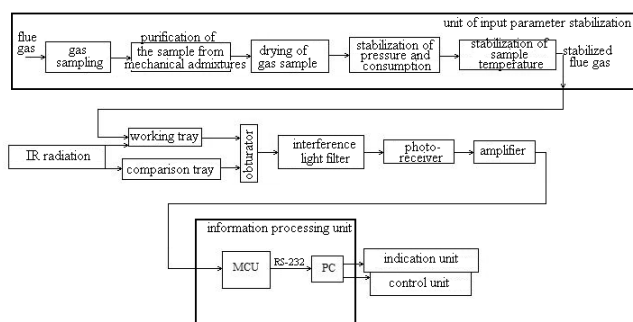 unit of input parameter stabilization
flue
gas
gas
sampling
purification of
the sample from
mechanical admixtures
drying of
gas sample
stabilization of
pressure and
consumption
stabilization of
sample
temperature
stabilized
flue gas
IR radiation
working tray
comparison tray
obturator
interference
light filter
photo-
receiver
amplifier
information processing unit
MCU
RS-232
PC
indication unit
control unit